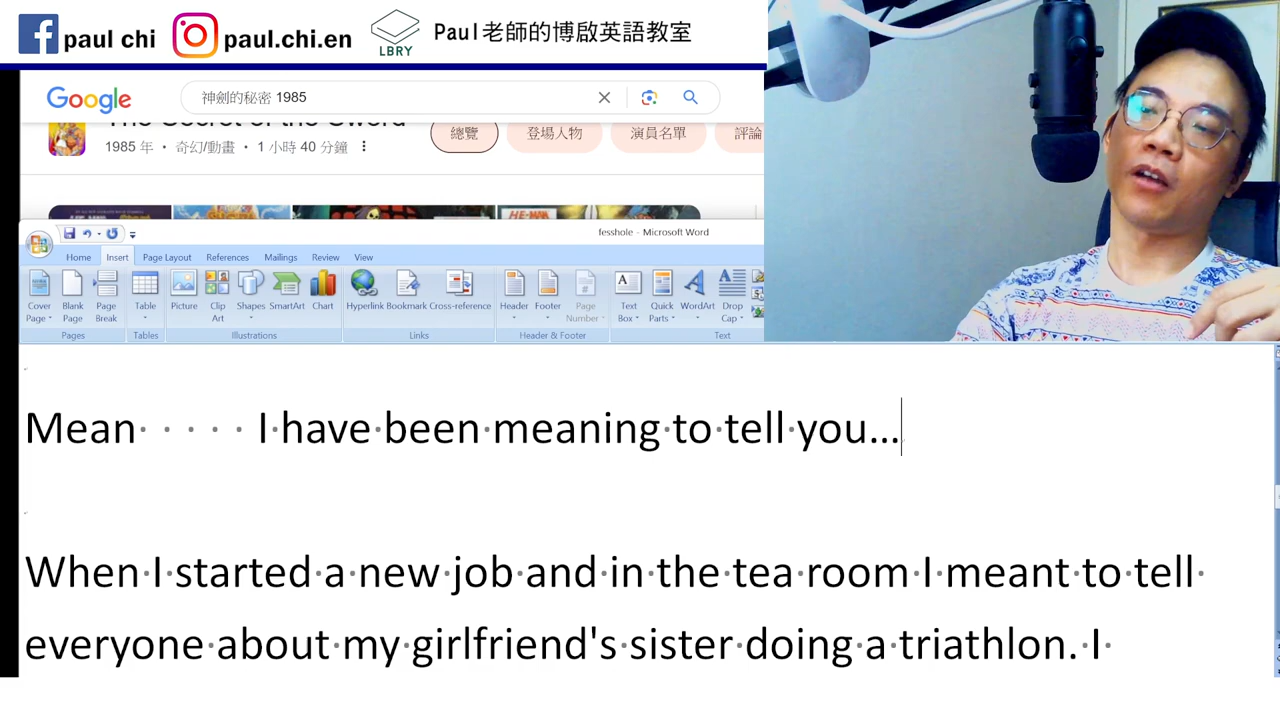 paul chi
paul.chi.en
LBRY
Paul老師的博啟英語教室
Google
神劍的秘密 1985
The Secret of the Sword
總覽
登場人物
演員名單
評論
1985 年 • 奇幻/動畫 • 1 小時 40 分鐘
HE-MAN
fesshole - Microsoft Word
Home Insert Page Layout References Mailings Review View
Cover Page
Blank Page
Page Break
Table
Picture
Clip Art
Shapes
SmartArt
Chart
Hyperlink
Bookmark
Cross-reference
Header
Footer
Page Number
Text Box
Quick Parts
WordArt
Drop Cap
Pages
Tables
Illustrations
Links
Header & Footer
Text
Mean I have been meaning to tell you...
When I started a new job and in the tea room I meant to tell
everyone about my girlfriend's sister doing a triathlon. I